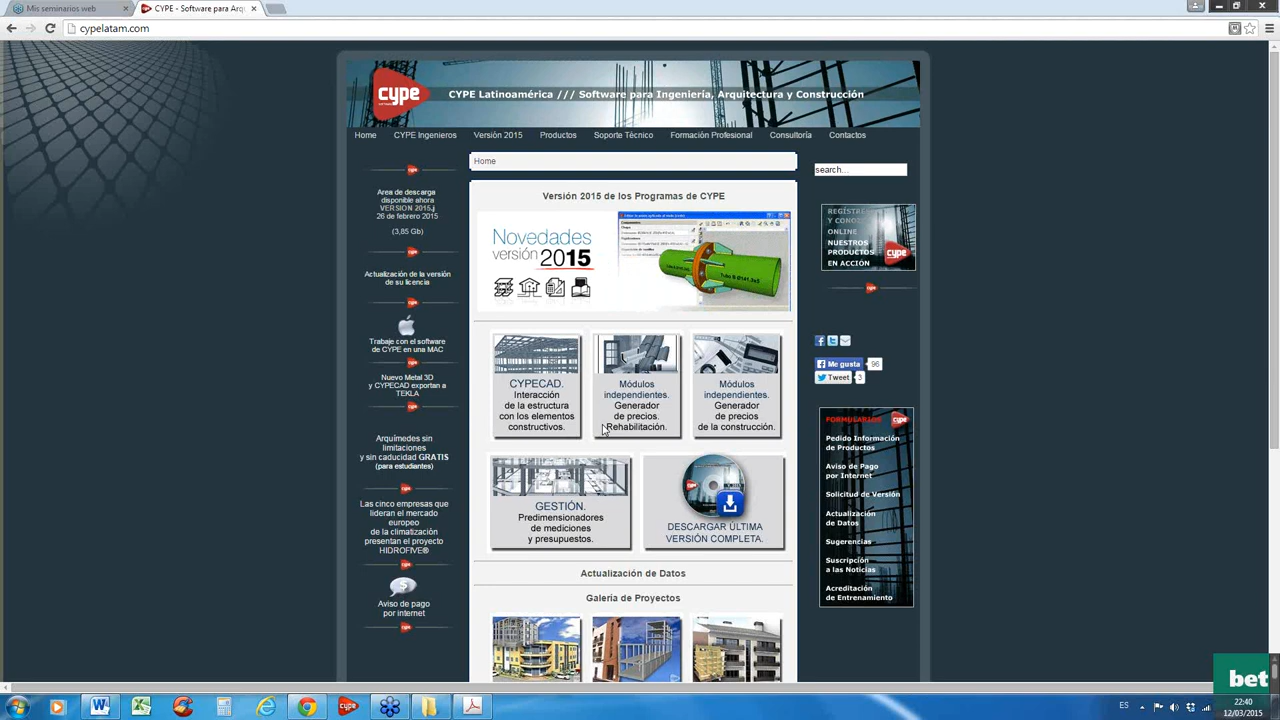 Mis seminarios web
CYPE - Software para Arq
cypelatam.com
cype
CYPE Latinoamérica /// Software para Ingeniería, Arquitectura y Construcción
Home
CYPE Ingenieros
Versión 2015
Productos
Soporte Técnico
Formación Profesional
Consultoría
Contactos
Home
search...
Area de descarga
disponible ahora
VERSION 2015.j
26 de febrero 2015
(3,85 Gb)
Actualización de la versión
de su licencia
Trabaje con el software
de CYPE en una MAC
Nuevo Metal 3D
y CYPECAD exportan a
TEKLA
Arquímedes sin
limitaciones
y sin caducidad GRATIS
(para estudiantes)
Las cinco empresas que
lideran el mercado
europeo
de la climatización
presentan el proyecto
HIDROFIVE®
Aviso de pago
por internet
Versión 2015 de los Programas de CYPE
Novedades
versión 2015
CYPECAD.
Interacción
de la estructura
con los elementos
constructivos.
Módulos
independientes.
Generador
de precios.
Rehabilitación.
Módulos
independientes.
Generador
de precios
de la construcción.
GESTIÓN.
Predimensionadores
de mediciones
y presupuestos.
DESCARGAR ÚLTIMA
VERSIÓN COMPLETA.
Actualización de Datos
Galería de Proyectos
REGÍSTRESE
Y CONOZCA
ONLINE
NUESTROS
PRODUCTOS
EN ACCIÓN
cype
Me gusta
96
Tweet
3
FORMULARIOS
cype
Pedido Información
de Productos
Aviso de Pago
por Internet
Solicitud de Versión
Actualización
de Datos
Sugerencias
Suscripción
a las Noticias
Acreditación
de Entrenamiento
bet
ES
22:40
12/03/2015